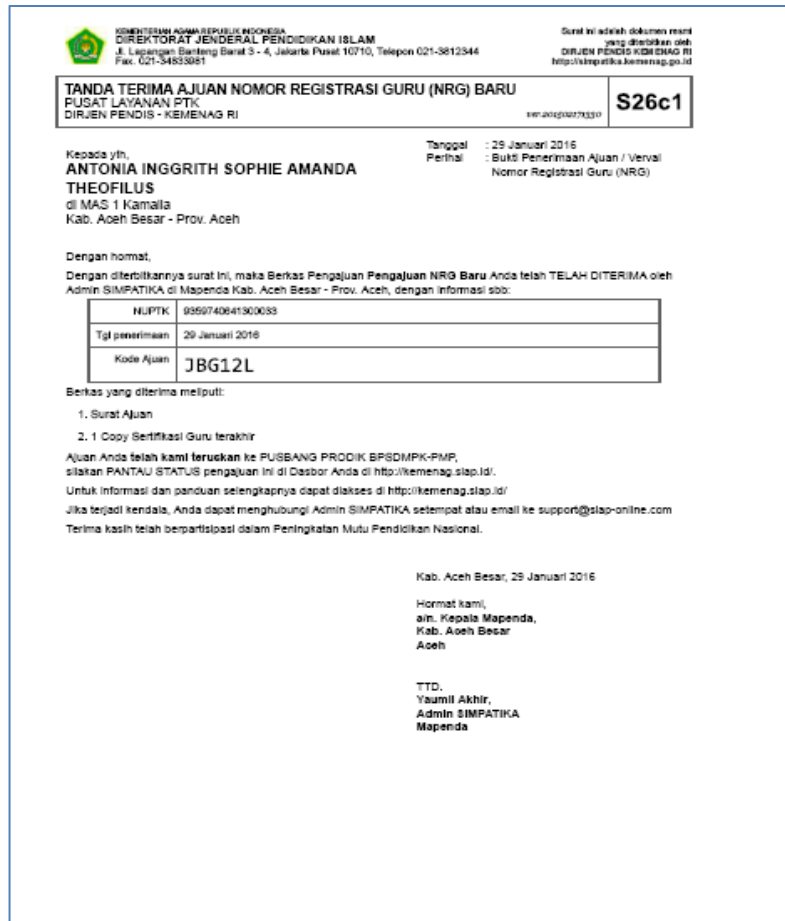 KEMENTERIAN AGAMA REPUBLIK INDONESIA
DIREKTORAT JENDERAL PENDIDIKAN ISLAM
Jl. Lapangan Banteng Barat 3 - 4, Jakarta Pusat 10710, Telepon 021-3812344
Fax. 021-34833981
Surat ini adalah dokumen resmi
yang diterbitkan oleh
DIRJEN PENDIS KEMENAG RI
http://simpatika.kemenag.go.id
TANDA TERIMA AJUAN NOMOR REGISTRASI GURU (NRG) BARU
PUSAT LAYANAN PTK
DIRJEN PENDIS - KEMENAG RI
ver.201502171330
S26c1
Tanggal : 29 Januari 2016
Perihal : Bukti Penerimaan Ajuan / Verval
Nomor Registrasi Guru (NRG)
Kepada yth,
ANTONIA INGGRITH SOPHIE AMANDA
THEOFILUS
di MAS 1 Kamalia
Kab. Aceh Besar - Prov. Aceh
Dengan hormat,
Dengan diterbitkannya surat ini, maka Berkas Pengajuan Pengajuan NRG Baru Anda telah TELAH DITERIMA oleh
Admin SIMPATIKA di Mapenda Kab. Aceh Besar - Prov. Aceh, dengan informasi sbb:
NUPTK 9359740641300033
Tgl penerimaan 29 Januari 2016
Kode Ajuan JBG12L
Berkas yang diterima meliputi:
1. Surat Ajuan
2. 1 Copy Sertifikasi Guru terakhir
Ajuan Anda telah kami teruskan ke PUSBANG PRODIK BPSDMPK-PMP,
silakan PANTAU STATUS pengajuan ini di Dasbor Anda di http://kemenag.siap.id/.
Untuk informasi dan panduan selengkapnya dapat diakses di http://kemenag.siap.id/
Jika terjadi kendala, Anda dapat menghubungi Admin SIMPATIKA setempat atau email ke support@siap-online.com
Terima kasih telah berpartisipasi dalam Peningkatan Mutu Pendidikan Nasional.
Kab. Aceh Besar, 29 Januari 2016
Hormat kami,
a/n. Kepala Mapenda,
Kab. Aceh Besar
Aceh
TTD.
Yaumil Akhir,
Admin SIMPATIKA
Mapenda